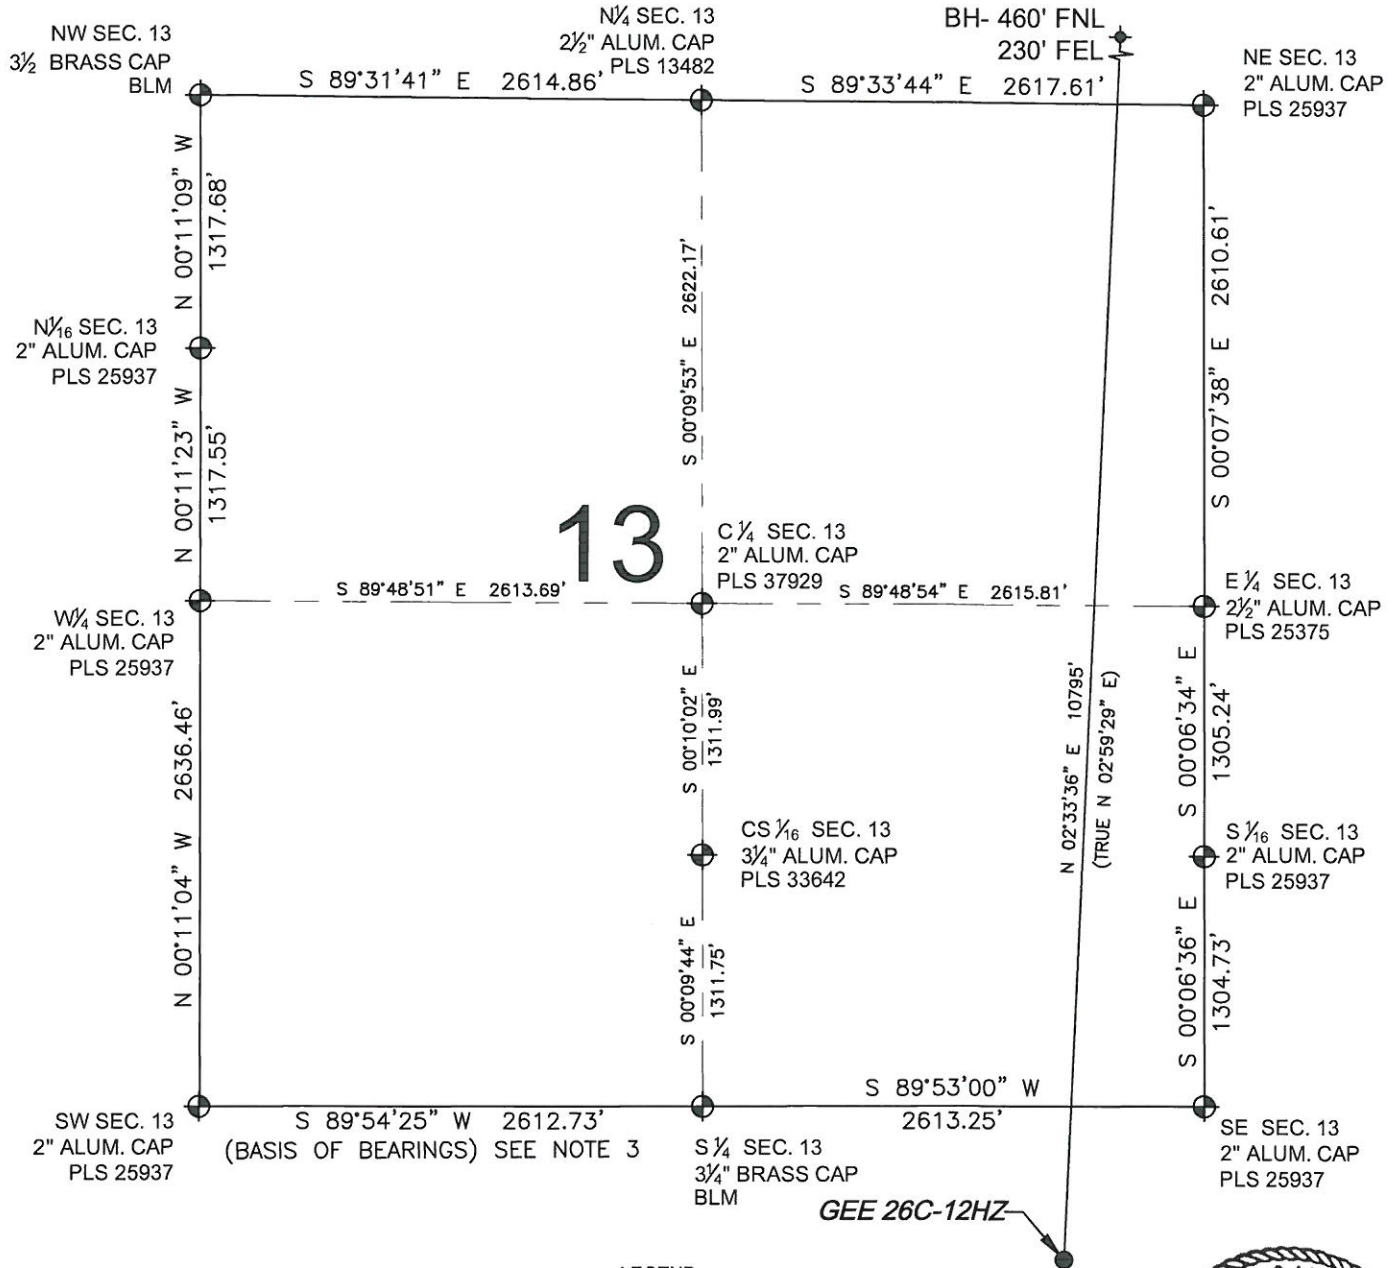 NW SEC. 13
3½ BRASS CAP
BLM
N¼ SEC. 13
2½" ALUM. CAP
PLS 13482
BH- 460' FNL
230' FEL
NE SEC. 13
2" ALUM. CAP
PLS 25937
S 89°31'41" E 2614.86'
S 89°33'44" E 2617.61'
N 00°11'09" W
1317.68'
S 00°09'53" E 2622.17'
S 00°07'38" E 2610.61'
N⅟16 SEC. 13
2" ALUM. CAP
PLS 25937
N 00°11'23" W
1317.55'
13
C ¼ SEC. 13
2" ALUM. CAP
PLS 37929
S 89°48'51" E 2613.69'
S 89°48'54" E 2615.81'
W¼ SEC. 13
2" ALUM. CAP
PLS 25937
E ¼ SEC. 13
2½" ALUM. CAP
PLS 25375
N 00°11'04" W 2636.46'
S 00°10'02" E
1311.99'
N 02°33'36" E 10795'
(TRUE N 02°59'29" E)
S 00°06'34" E
1305.24'
CS ⅟16 SEC. 13
3¼" ALUM. CAP
PLS 33642
S ⅟16 SEC. 13
2" ALUM. CAP
PLS 25937
S 00°09'44" E
1311.75'
S 00°06'36" E
1304.73'
S 89°53'00" W
2613.25'
SW SEC. 13
2" ALUM. CAP
PLS 25937
S 89°54'25" W 2612.73'
(BASIS OF BEARINGS) SEE NOTE 3
S ¼ SEC. 13
3¼" BRASS CAP
BLM
SE SEC. 13
2" ALUM. CAP
PLS 25937
GEE 26C-12HZ